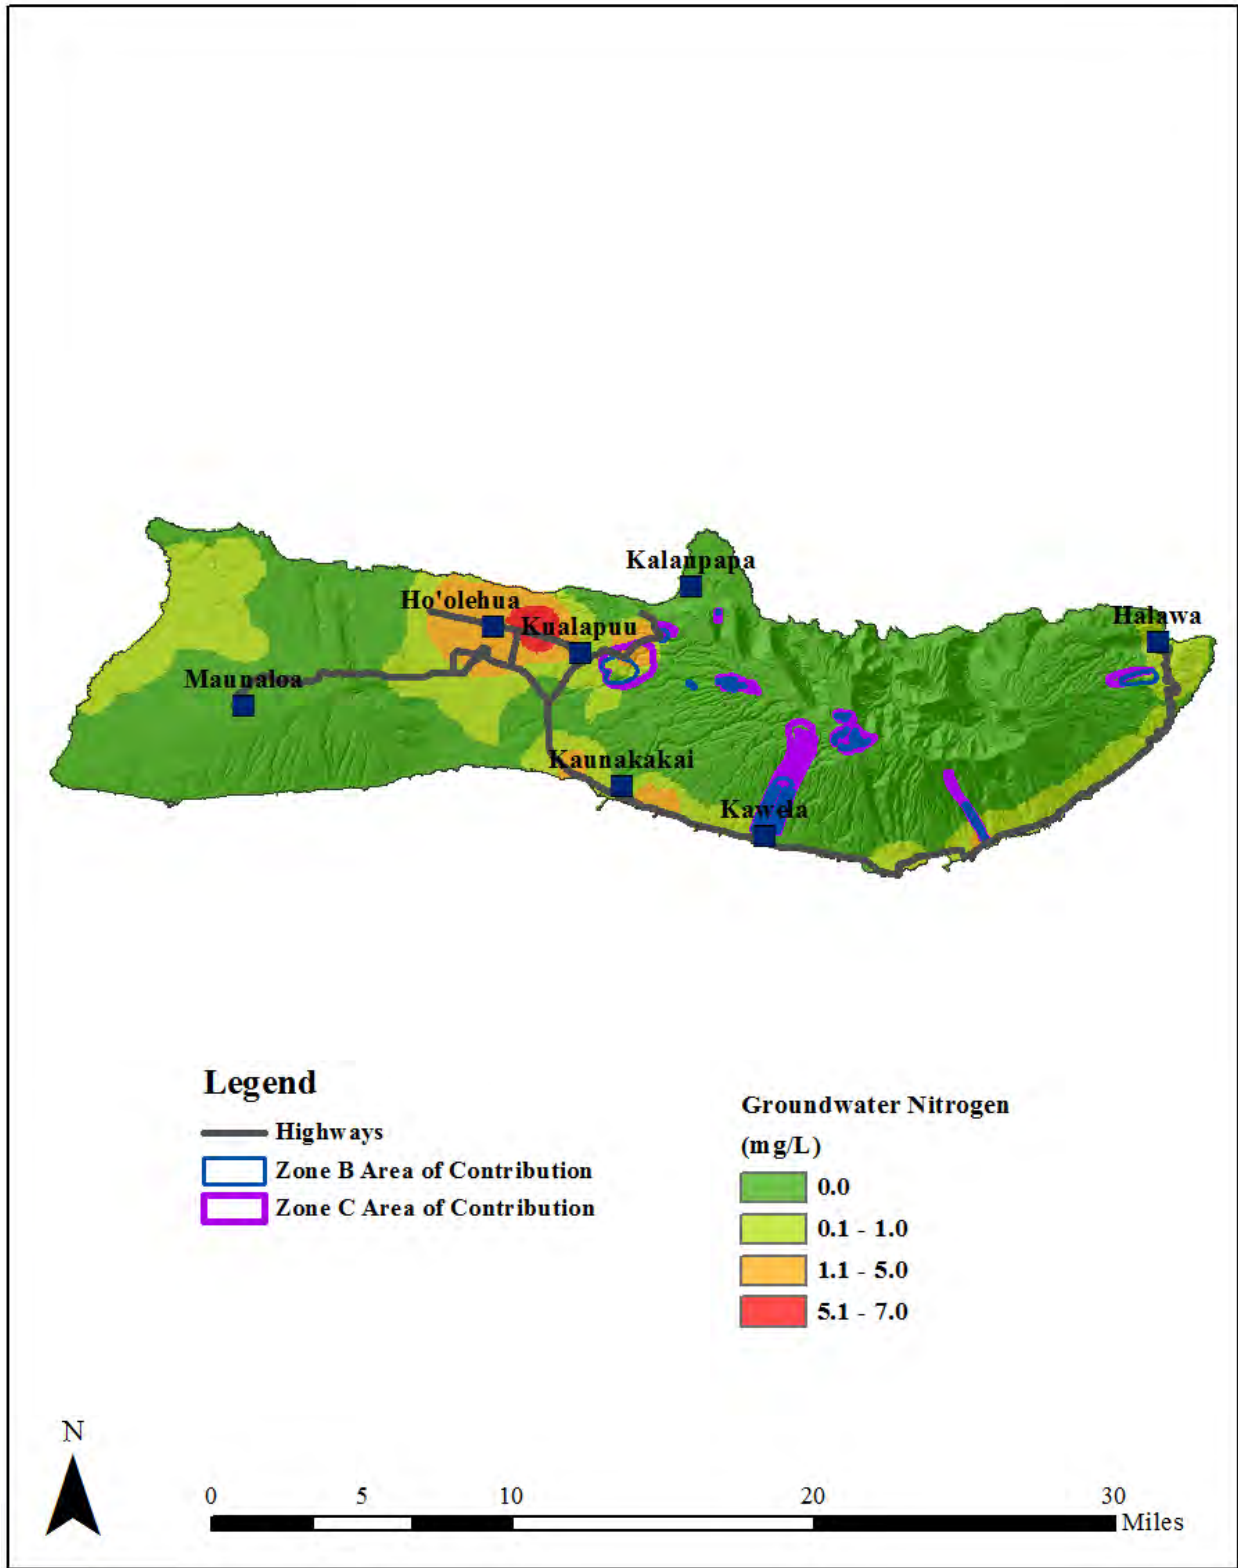 Kalanpapa
Ho'olehua
Kualapuu
Halawa
Maunaloa
Kaunakakai
Kawela
Legend
Highways
Zone B Area of Contribution
Zone C Area of Contribution
Groundwater Nitrogen
(mg/L)
0.0
0.1 - 1.0
1.1 - 5.0
5.1 - 7.0
N
0 5 10 20 30
Miles